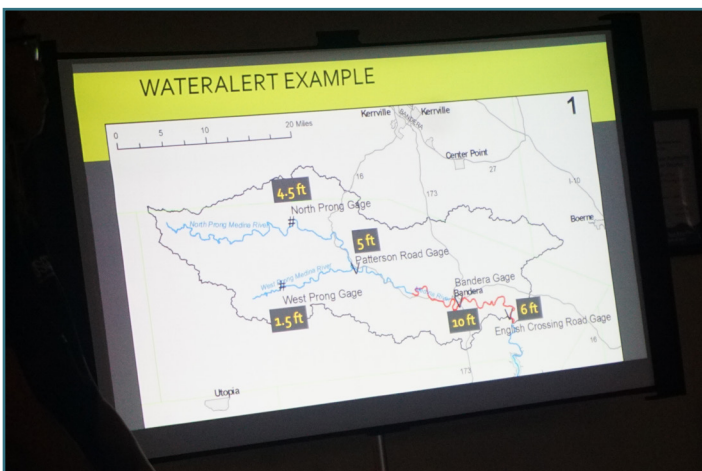 WATERALERT EXAMPLE
1
0 5 10 20 Miles
Kerrville
Kerrville
BANDERA
Center Point
27
I-10
16
173
Boerne
4.5 ft
North Prong Gage
North Prong Medina River
5 ft
Patterson Road Gage
West Prong Medina River
West Prong Gage
1.5 ft
Bandera Gage
Bandera
10 ft
6 ft
English Crossing Road Gage
16
173
Utopia